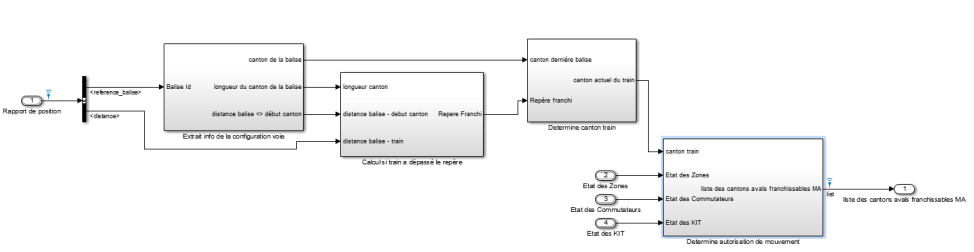 1
Rapport de position
<reference_balise>
<distance>
Balise Id
canton de la balise
longueur du canton de la balise
distance balise <> début canton
Extrait info de la configuration voie
longueur canton
distance balise - debut canton
distance balise - train
Repere Franchi
Calcul si train a dépassé le repère
canton dernière balise
Repère franchi
canton actuel du train
Determine canton train
canton train
Etat des Zones
Etat des Commutateurs
Etat des KIT
liste des cantons avals franchissables MA
Determine autorisation de mouvement
2
Etat des Zones
3
Etat des Commutateurs
4
Etat des KIT
list
1
liste des cantons avals franchissables MA